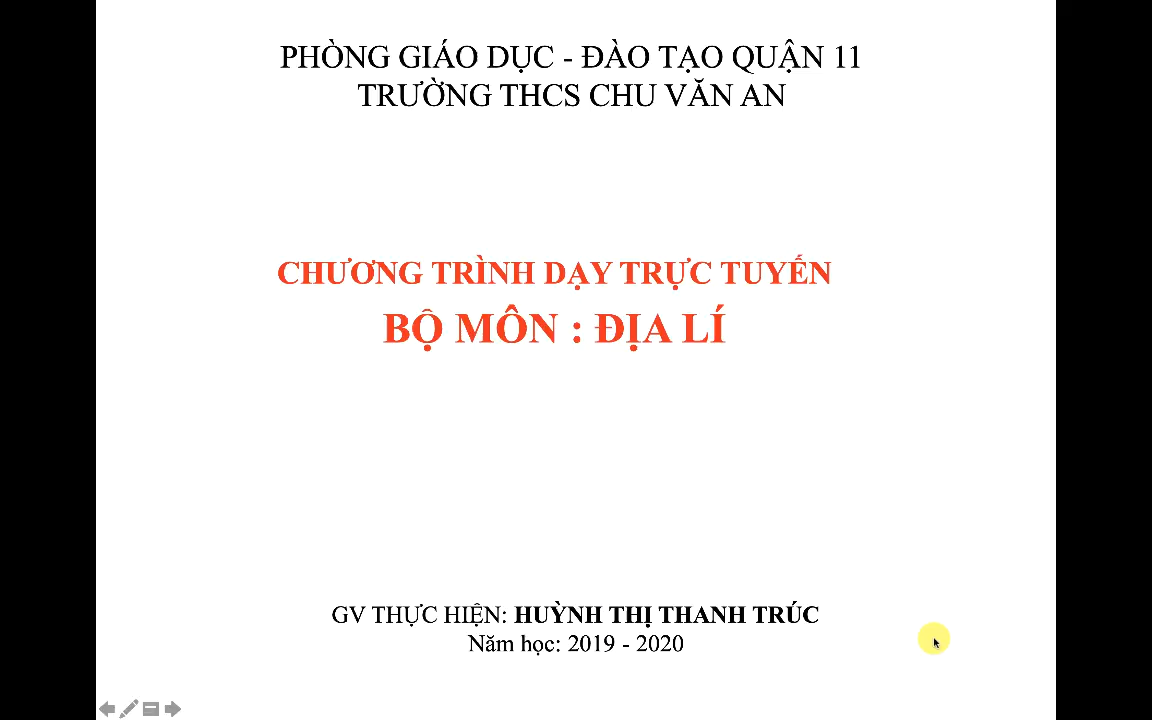 PHÒNG GIÁO DỤC - ĐÀO TẠO QUẬN 11
TRƯỜNG THCS CHU VĂN AN
CHƯƠNG TRÌNH DẠY TRỰC TUYẾN
BỘ MÔN : ĐỊA LÍ
GV THỰC HIỆN: HUỲNH THỊ THANH TRÚC
Năm học: 2019 - 2020